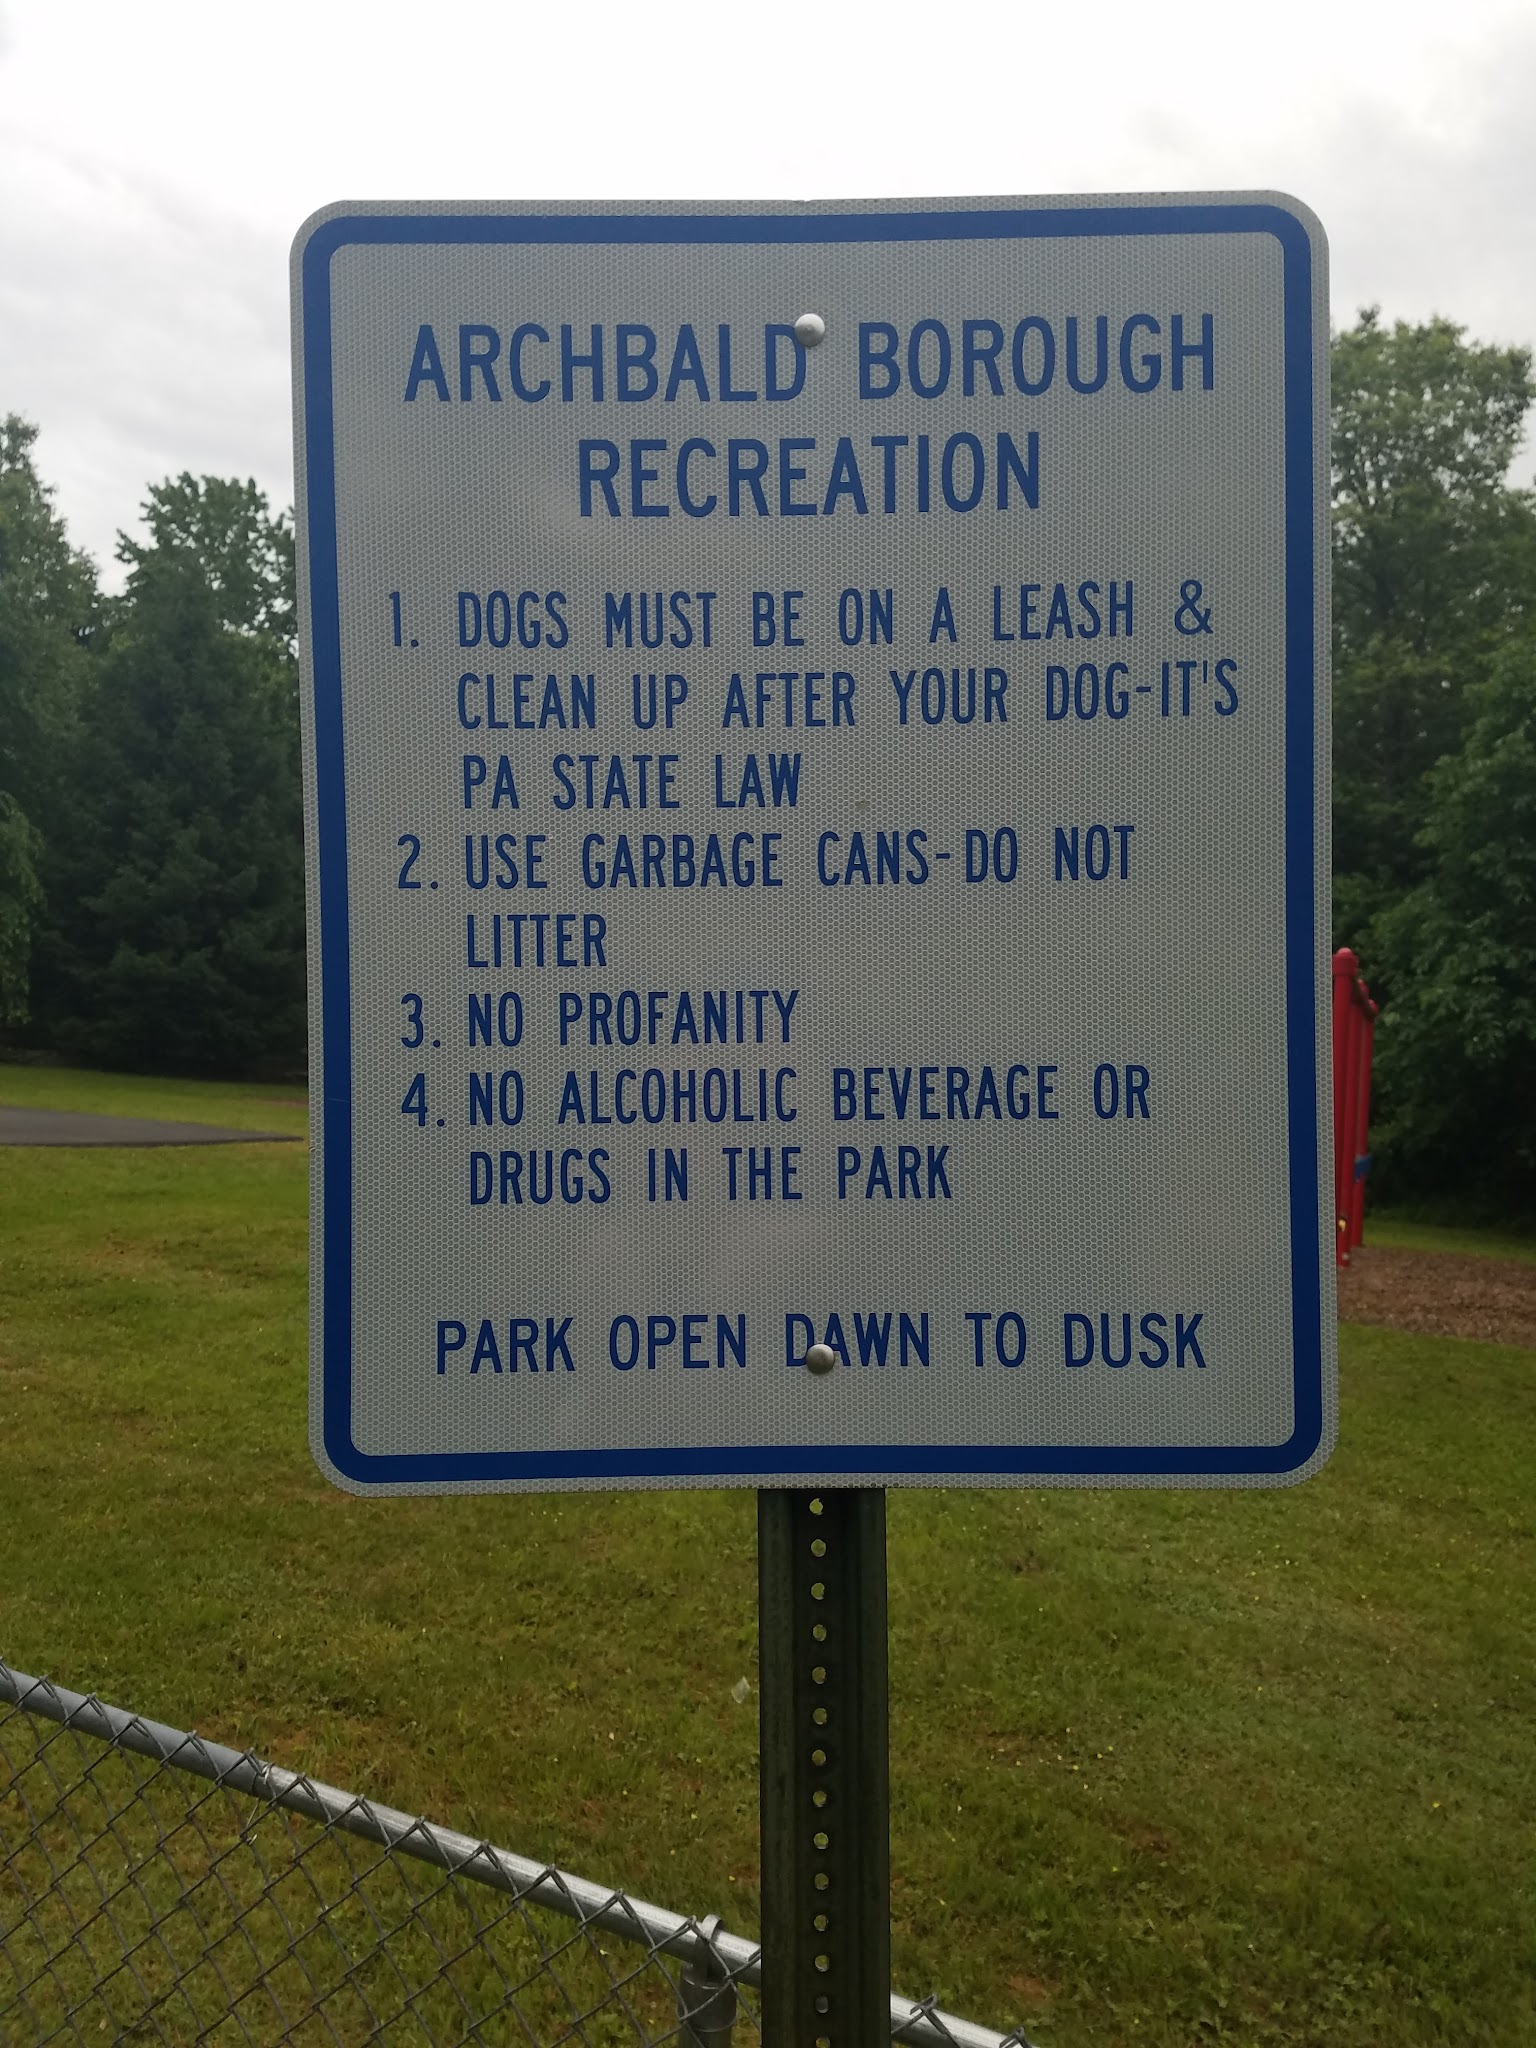 ARCHBALD BOROUGH
RECREATION
1. DOGS MUST BE ON A LEASH &
CLEAN UP AFTER YOUR DOG-IT'S
PA STATE LAW
2. USE GARBAGE CANS-DO NOT
LITTER
3. NO PROFANITY
4. NO ALCOHOLIC BEVERAGE OR
DRUGS IN THE PARK
PARK OPEN DAWN TO DUSK